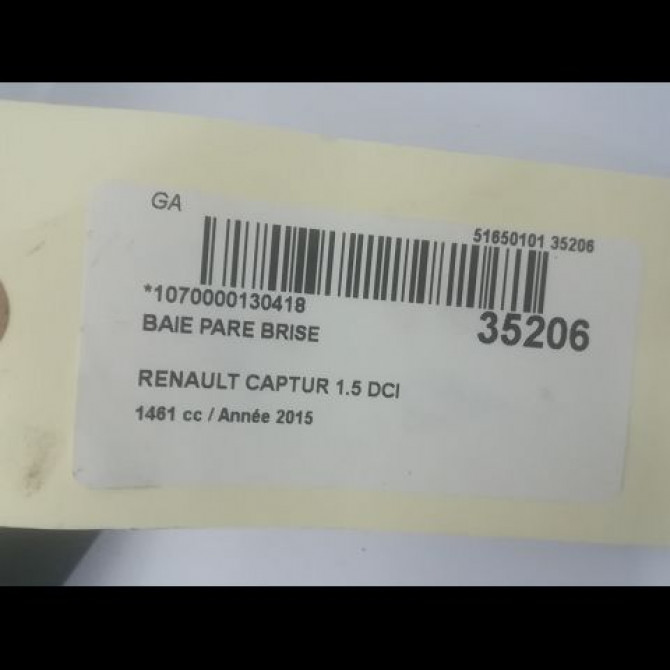 GA
51650101 35206
*1070000130418
35206
BAIE PARE BRISE
RENAULT CAPTUR 1.5 DCI
1461 cc / Année 2015